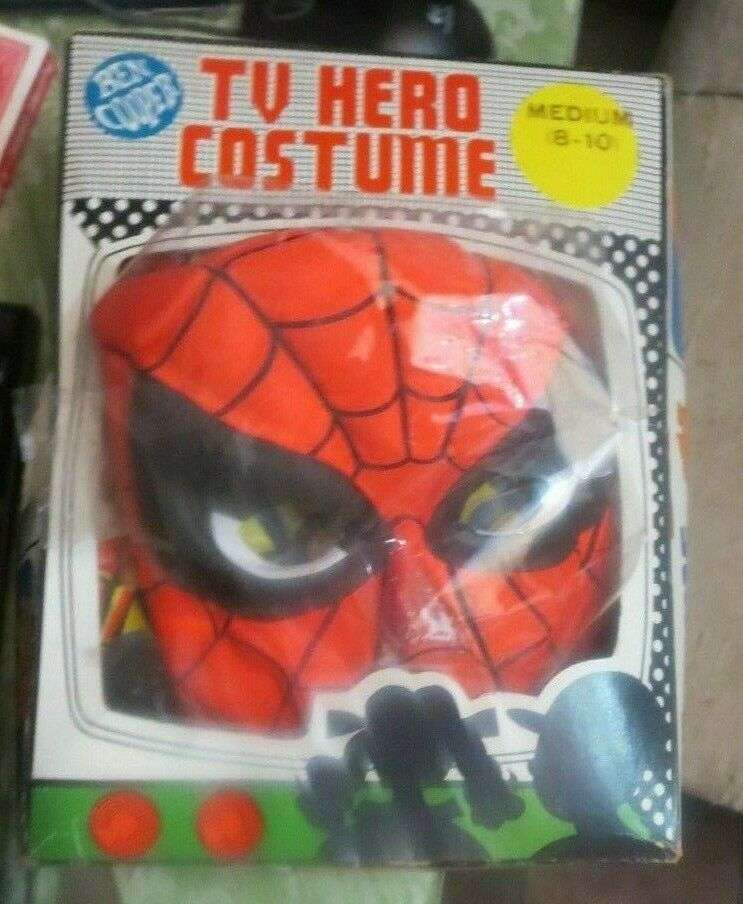 BEN
COOPER
TV HERO
COSTUME
MEDIUM
(8-10)